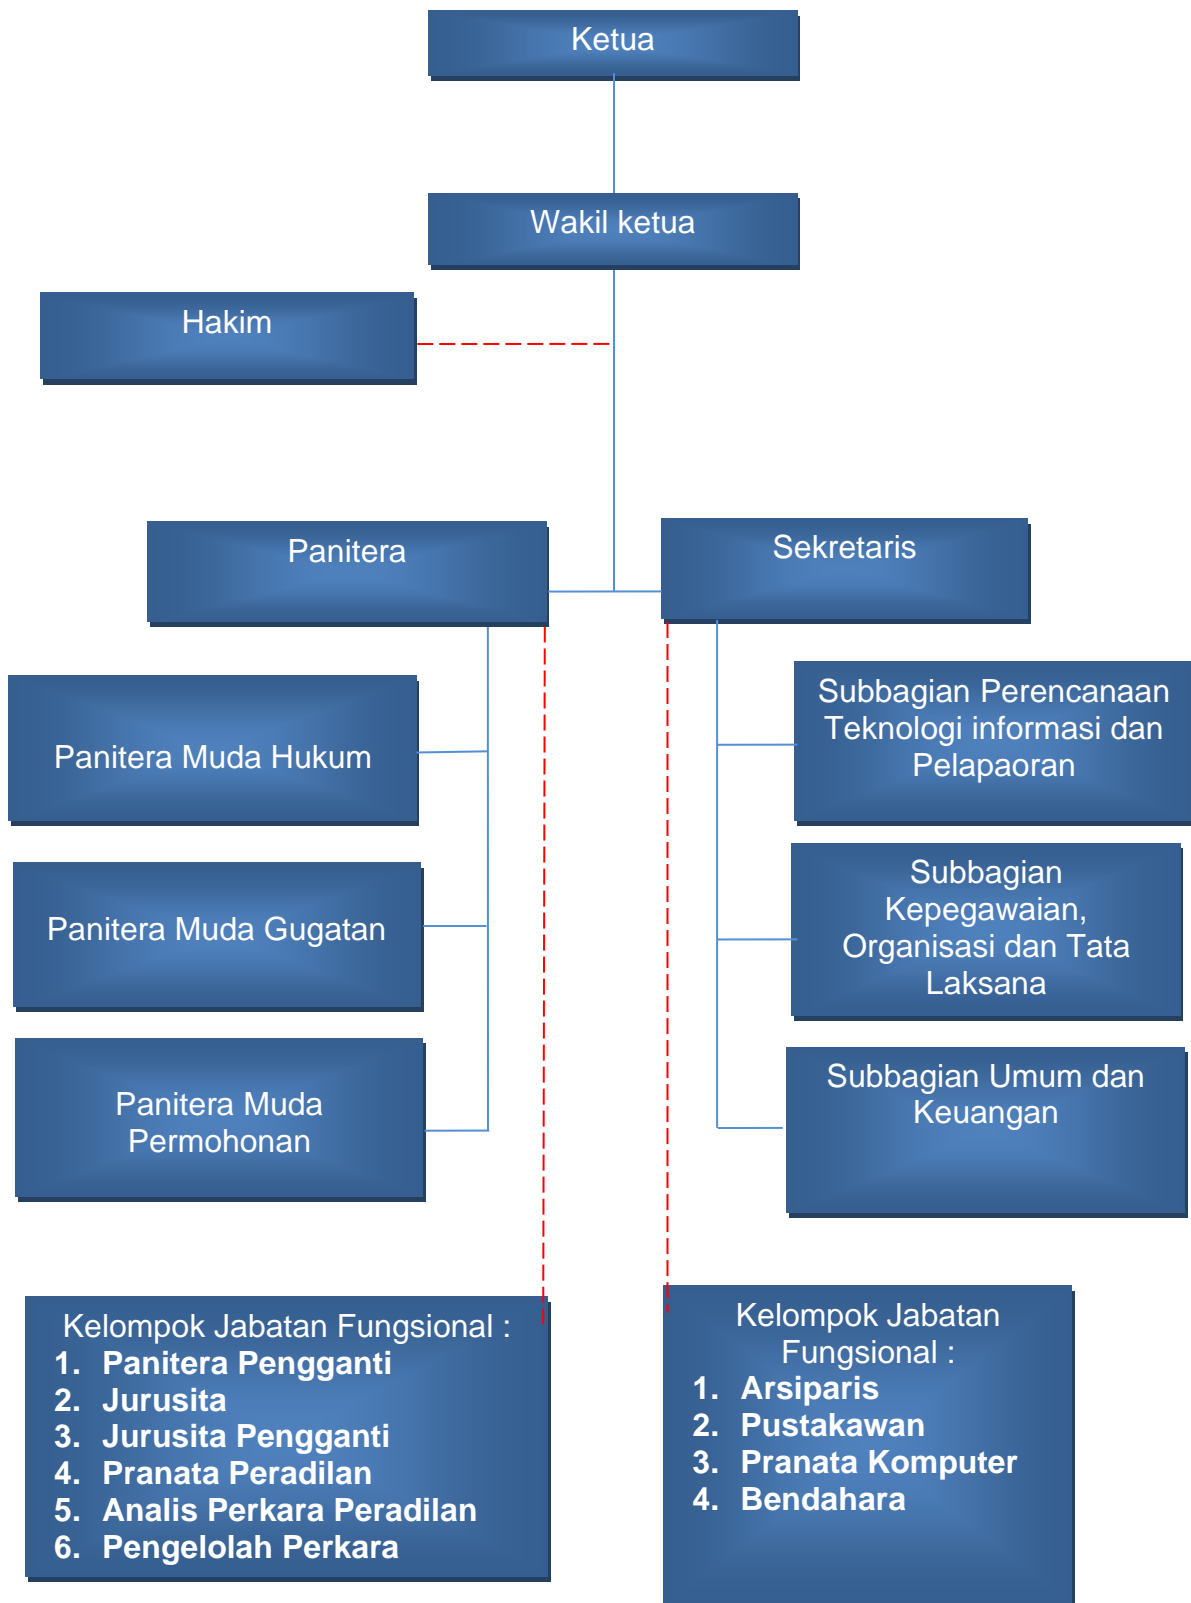 Ketua
Wakil ketua
Hakim
Panitera
Sekretaris
Panitera Muda Hukum
Subbagian Perencanaan
Teknologi informasi dan
Pelapaoran
Panitera Muda Gugatan
Subbagian
Kepegawaian,
Organisasi dan Tata
Laksana
Panitera Muda
Permohonan
Subbagian Umum dan
Keuangan
Kelompok Jabatan Fungsional :
1. Panitera Pengganti
2. Jurusita
3. Jurusita Pengganti
4. Pranata Peradilan
5. Analis Perkara Peradilan
6. Pengelolah Perkara
Kelompok Jabatan
Fungsional :
1. Arsiparis
2. Pustakawan
3. Pranata Komputer
4. Bendahara